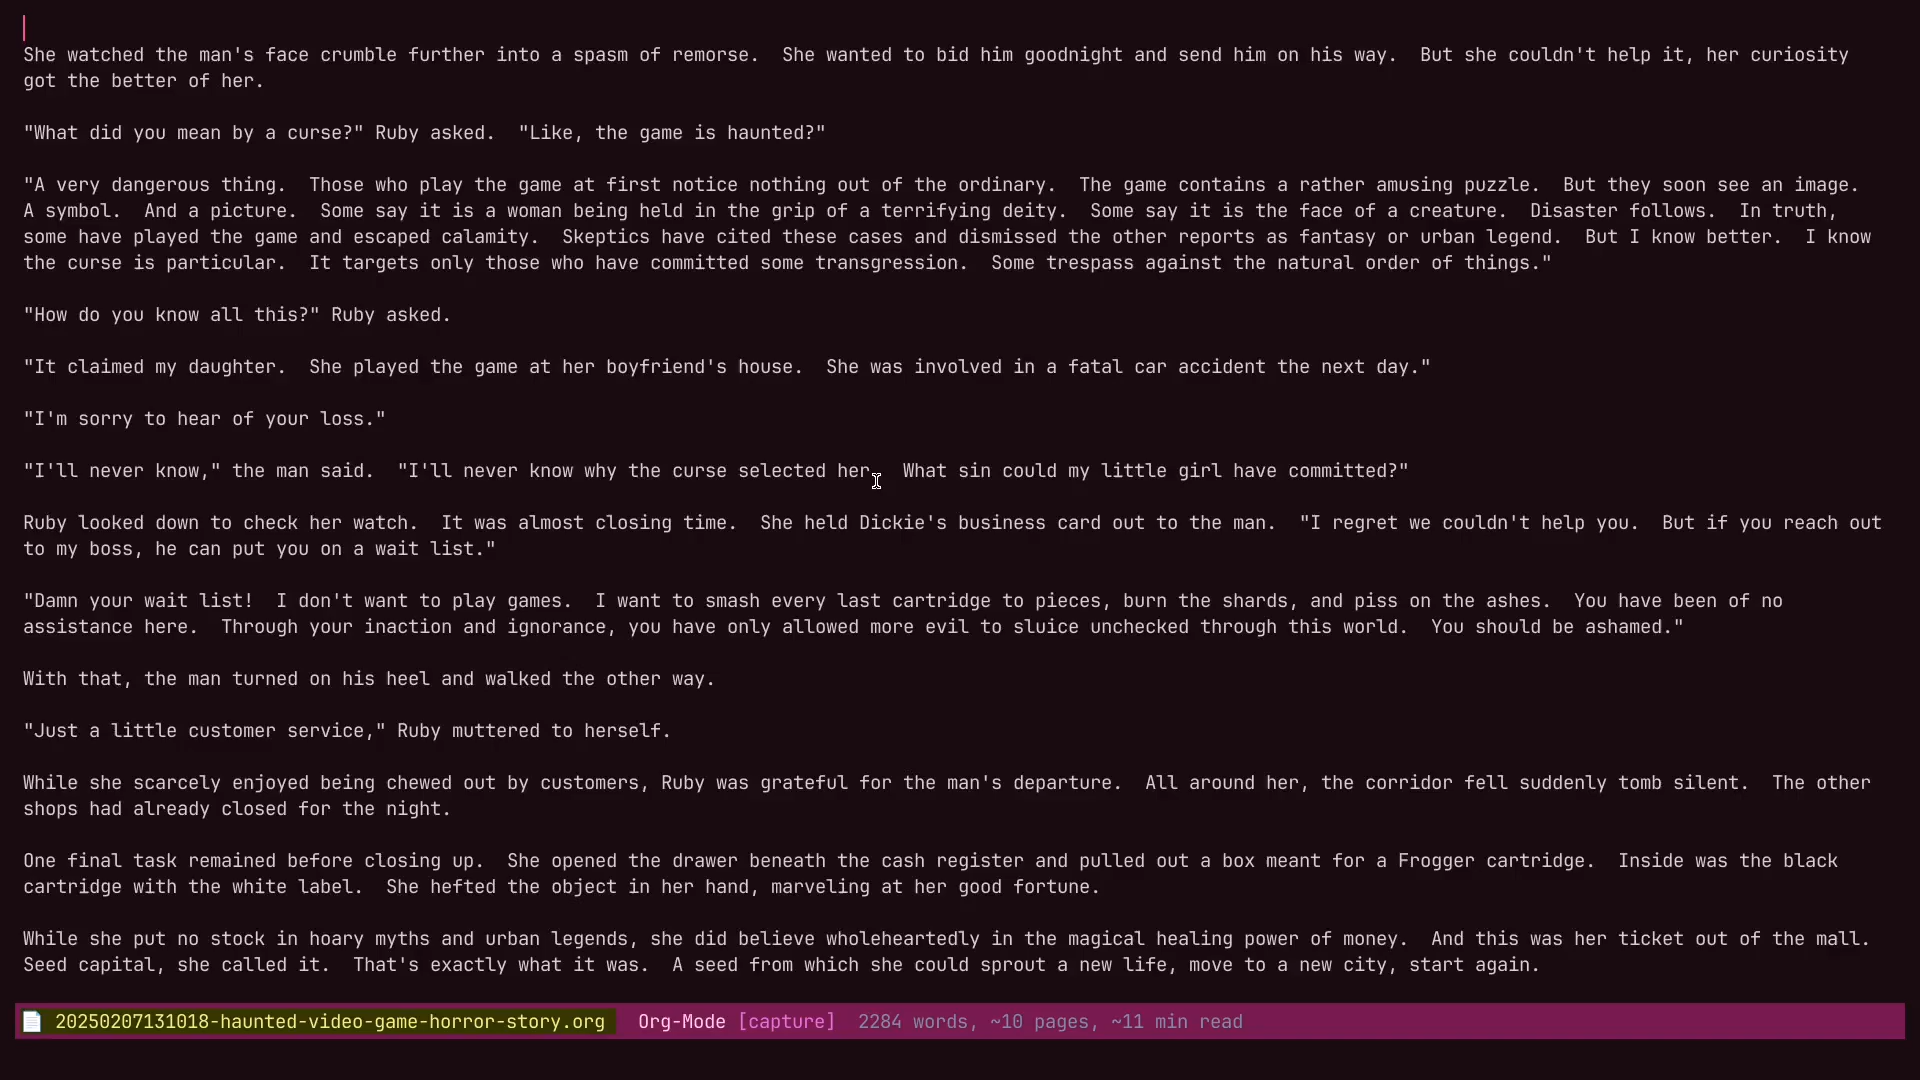 She watched the man's face crumble further into a spasm of remorse.  She wanted to bid him goodnight and send him on his way.  But she couldn't help it, her curiosity
got the better of her.
"What did you mean by a curse?" Ruby asked.  "Like, the game is haunted?"
"A very dangerous thing.  Those who play the game at first notice nothing out of the ordinary.  The game contains a rather amusing puzzle.  But they soon see an image.
A symbol.  And a picture.  Some say it is a woman being held in the grip of a terrifying deity.  Some say it is the face of a creature.  Disaster follows.  In truth,
some have played the game and escaped calamity.  Skeptics have cited these cases and dismissed the other reports as fantasy or urban legend.  But I know better.  I know
the curse is particular.  It targets only those who have committed some transgression.  Some trespass against the natural order of things."
"How do you know all this?" Ruby asked.
"It claimed my daughter.  She played the game at her boyfriend's house.  She was involved in a fatal car accident the next day."
"I'm sorry to hear of your loss."
"I'll never know," the man said.  "I'll never know why the curse selected her.  What sin could my little girl have committed?"
Ruby looked down to check her watch.  It was almost closing time.  She held Dickie's business card out to the man.  "I regret we couldn't help you.  But if you reach out
to my boss, he can put you on a wait list."
"Damn your wait list!  I don't want to play games.  I want to smash every last cartridge to pieces, burn the shards, and piss on the ashes.  You have been of no
assistance here.  Through your inaction and ignorance, you have only allowed more evil to sluice unchecked through this world.  You should be ashamed."
With that, the man turned on his heel and walked the other way.
"Just a little customer service," Ruby muttered to herself.
While she scarcely enjoyed being chewed out by customers, Ruby was grateful for the man's departure.  All around her, the corridor fell suddenly tomb silent.  The other
shops had already closed for the night.
One final task remained before closing up.  She opened the drawer beneath the cash register and pulled out a box meant for a Frogger cartridge.  Inside was the black
cartridge with the white label.  She hefted the object in her hand, marveling at her good fortune.
While she put no stock in hoary myths and urban legends, she did believe wholeheartedly in the magical healing power of money.  And this was her ticket out of the mall.
Seed capital, she called it.  That's exactly what it was.  A seed from which she could sprout a new life, move to a new city, start again.
20250207131018-haunted-video-game-horror-story.org  Org-Mode [capture]  2284 words, ~10 pages, ~11 min read